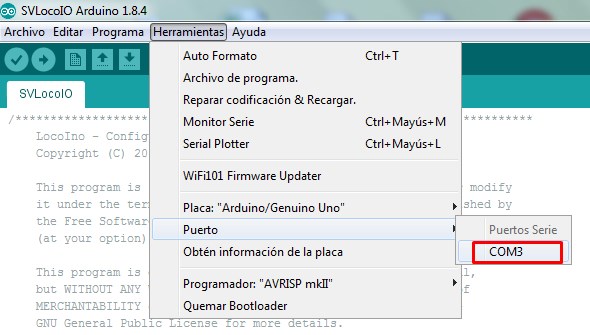 SVLocoIO Arduino 1.8.4
Archivo Editar Programa Herramientas Ayuda
SVLocoIO
Auto Formato Ctrl+T
Archivo de programa.
Reparar codificación & Recargar.
Monitor Serie Ctrl+Mayús+M
Serial Plotter Ctrl+Mayús+L
WiFi101 Firmware Updater
Placa: "Arduino/Genuino Uno"
Puerto
Puertos Serie
COM3
Obtén información de la placa
Programador: "AVRISP mkII"
Quemar Bootloader
/*******************
LocoIno - Config
Copyright (C) 20
This program is modify
it under the ter shed by
the Free Software
(at your option)
This program is
but WITHOUT ANY
MERCHANTABILITY
GNU General Public License for more details.